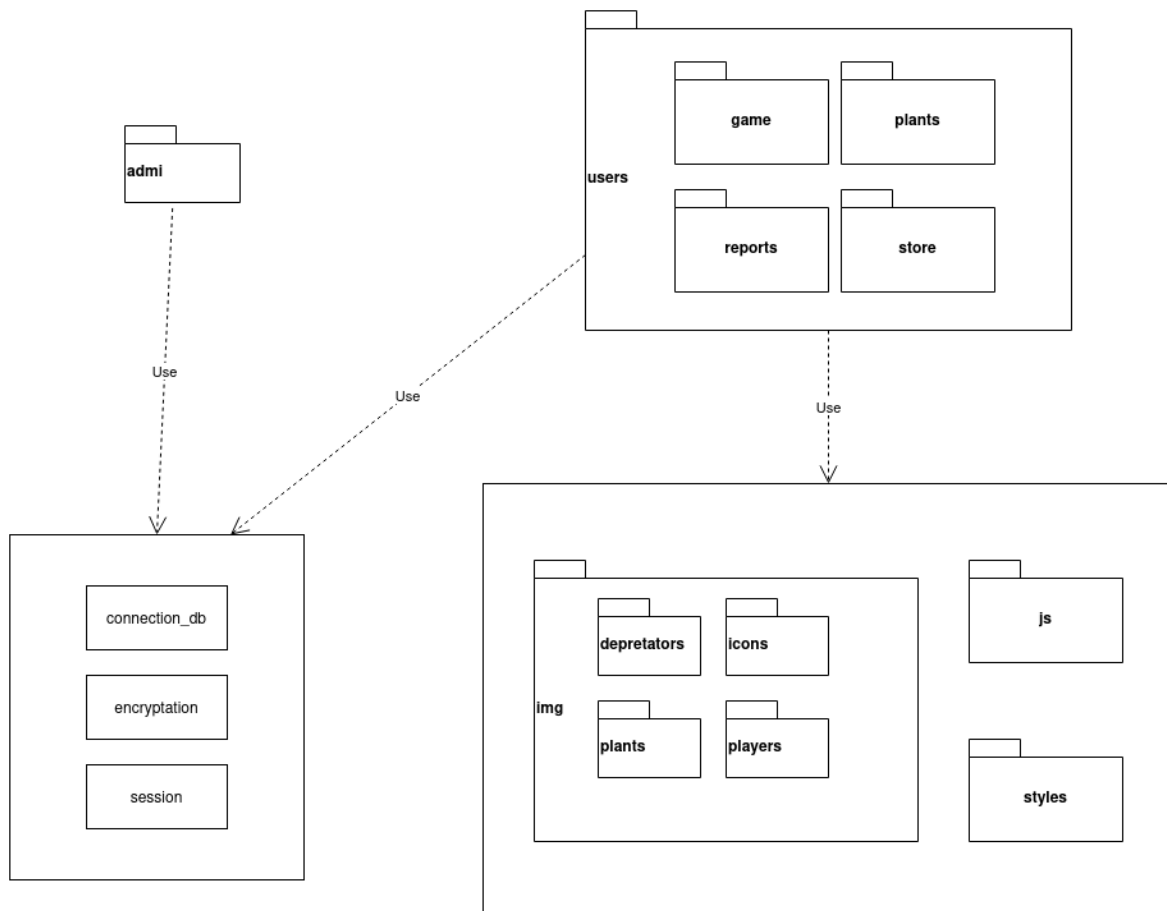 game
plants
admi
users
reports
store
Use
Use
Use
connection_db
depretators
icons
js
encryptation
img
plants
players
session
styles